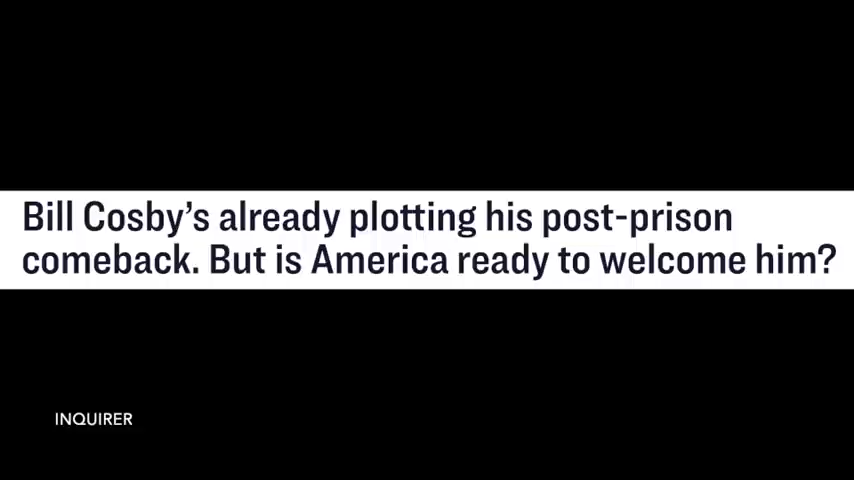 Bill Cosby’s already plotting his post-prison
comeback. But is America ready to welcome him?
INQUIRER